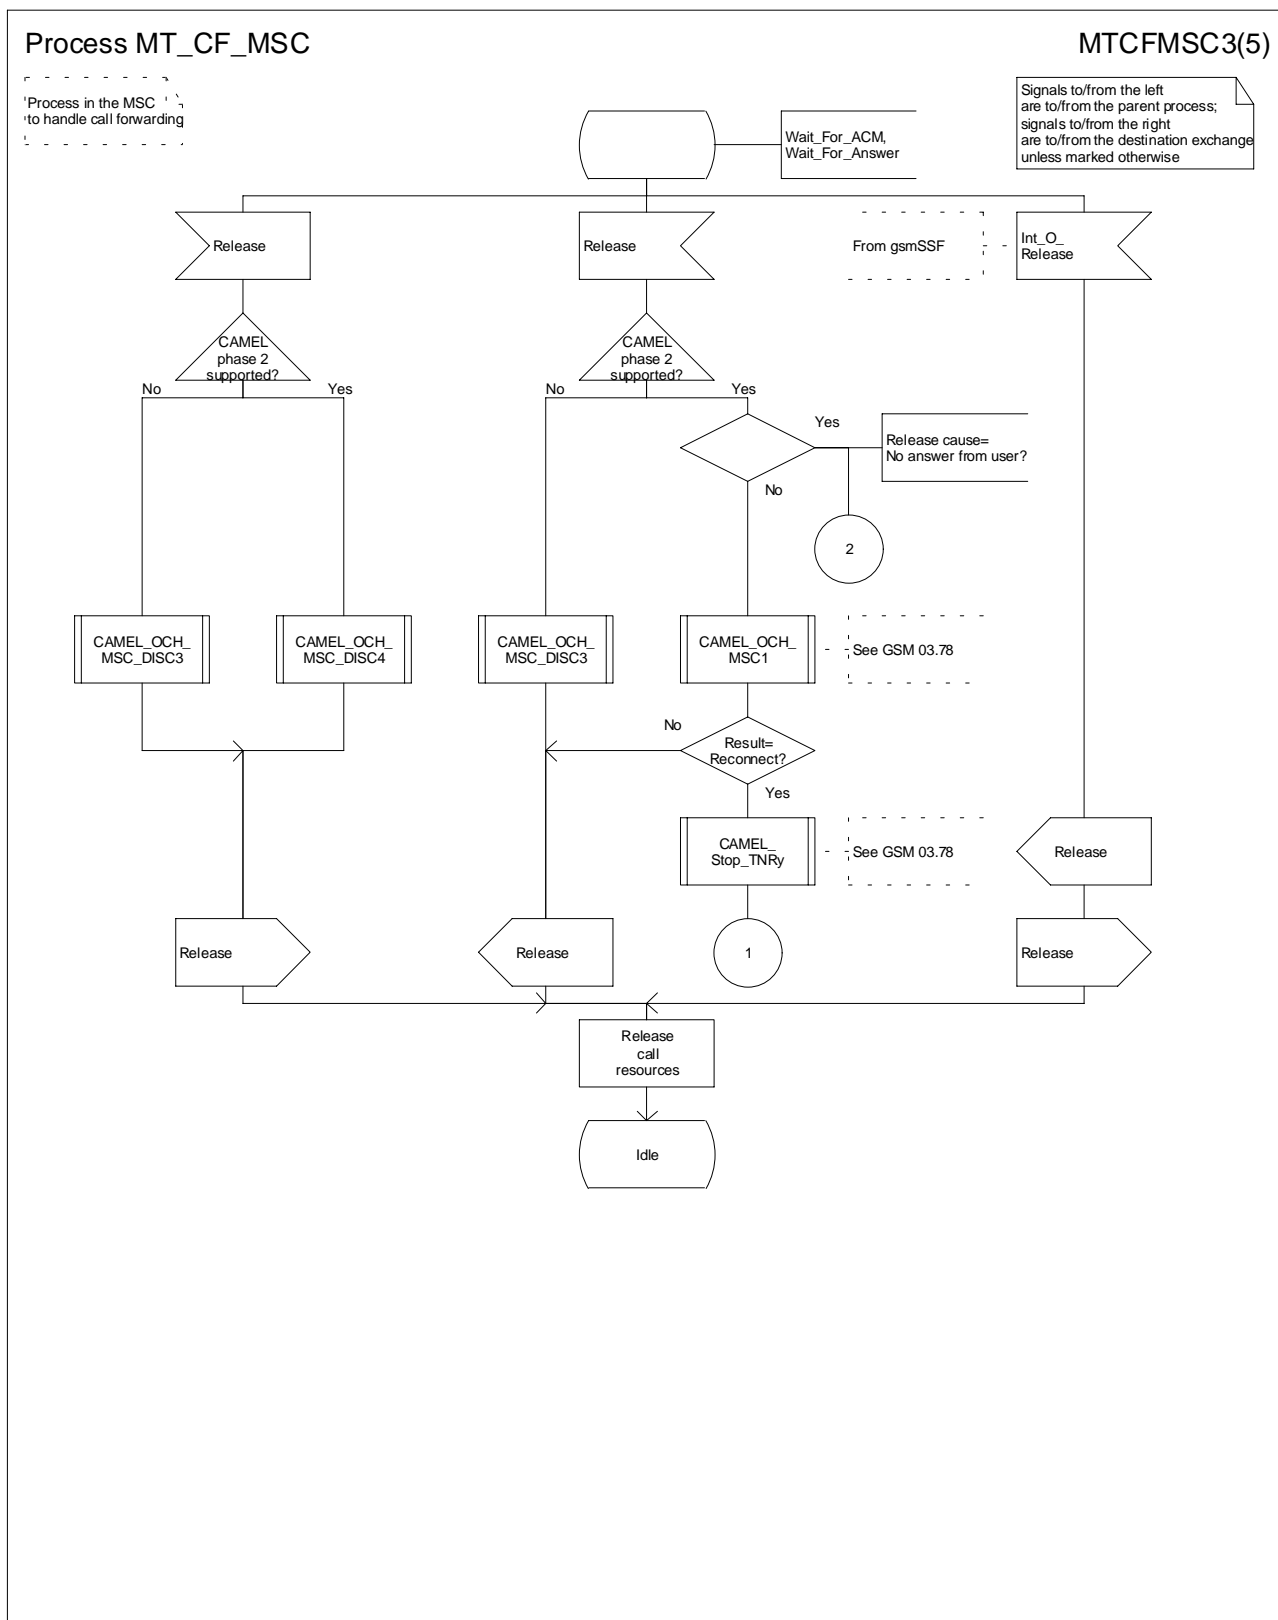 Process MT_CF_MSC
MTCFMSC3(5)
Process in the MSC
to handle call forwarding
Signals to/from the left
are to/from the parent process;
signals to/from the right
are to/from the destination exchange
unless marked otherwise
Wait_For_ACM,
Wait_For_Answer
Release
Release
From gsmSSF
Int_O_
Release
CAMEL
phase 2
supported?
CAMEL
phase 2
supported?
No
Yes
No
Yes
Yes
Release cause=
No answer from user?
No
2
CAMEL_OCH_
MSC_DISC3
CAMEL_OCH_
MSC_DISC4
CAMEL_OCH_
MSC_DISC3
CAMEL_OCH_
MSC1
See GSM 03.78
No
Result=
Reconnect?
Yes
CAMEL_
Stop_TNRy
See GSM 03.78
Release
Release
Release
1
Release
Release
call
resources
Idle